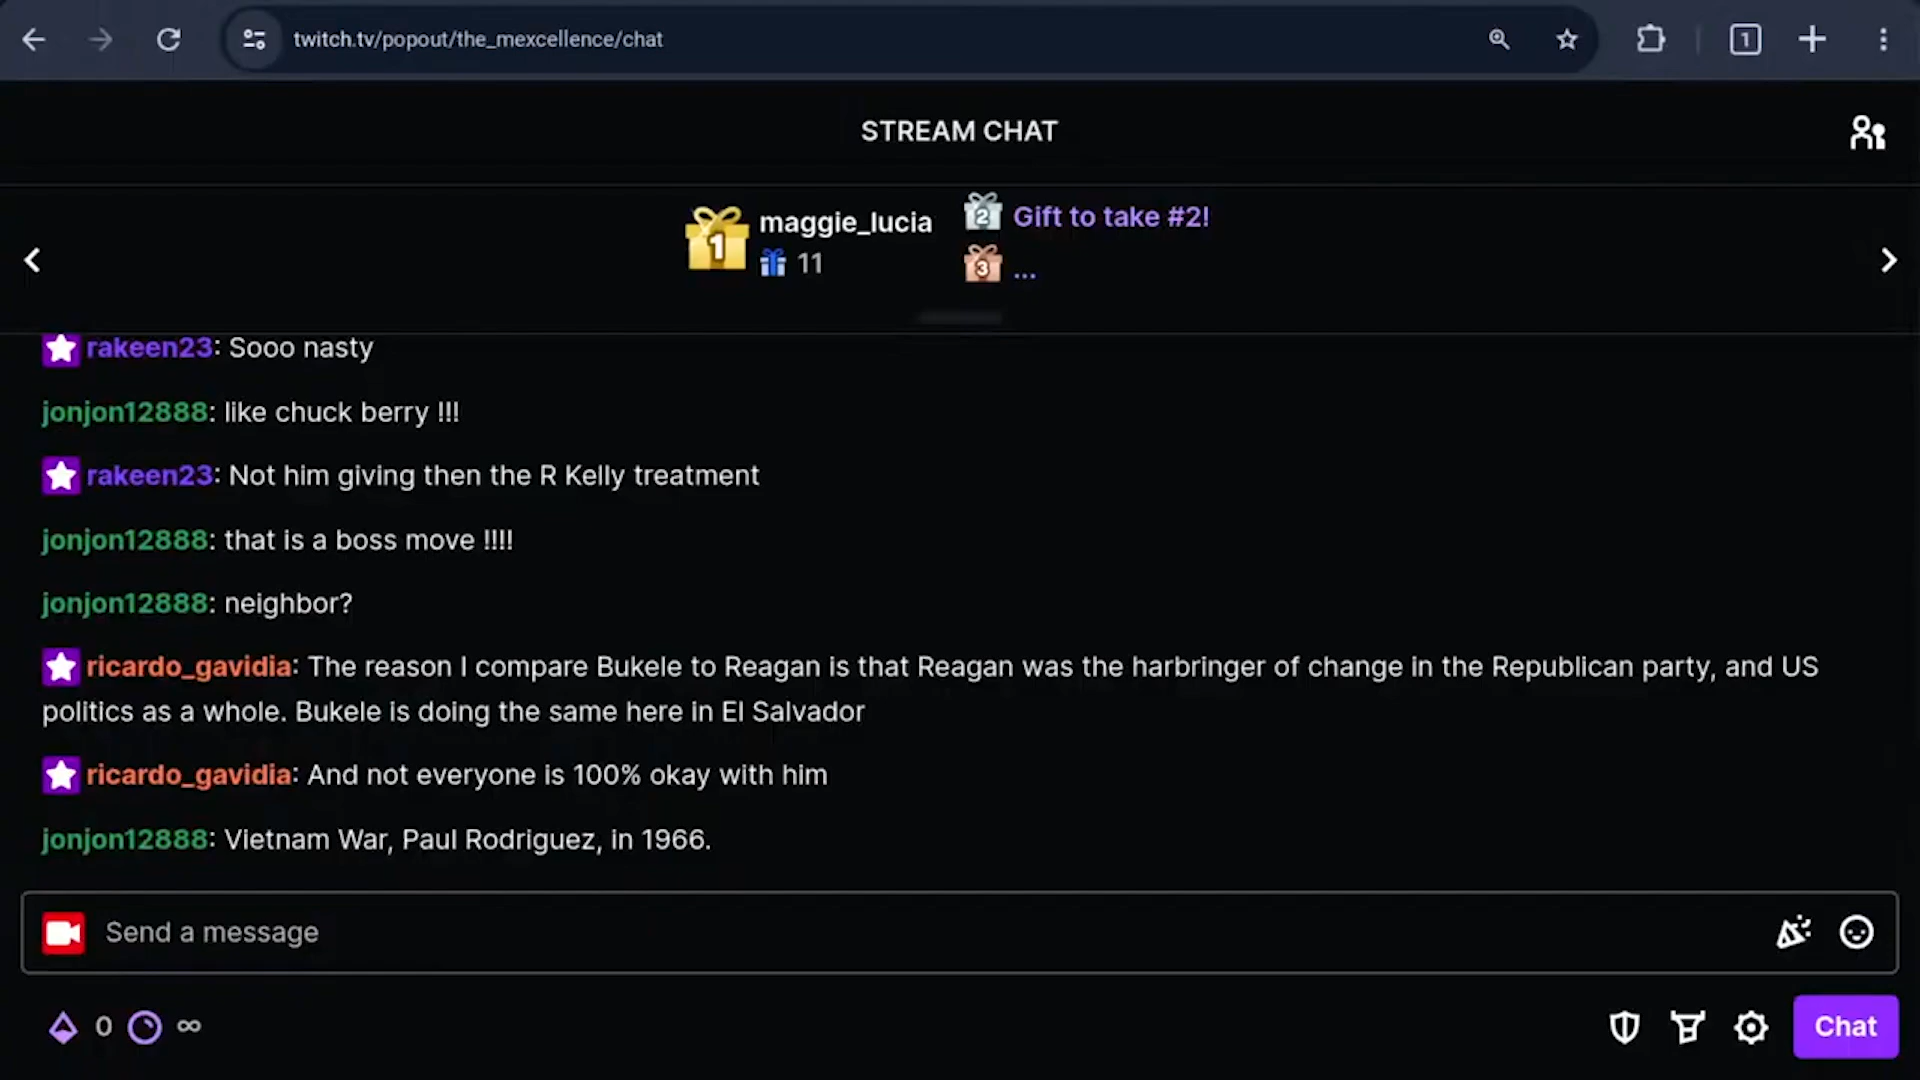 twitch.tv/popout/the_mexcellence/chat
1
STREAM CHAT
1
maggie_lucia
11
2
Gift to take #2!
3
...
rakeen23: Sooo nasty
jonjon12888: like chuck berry !!!
rakeen23: Not him giving then the R Kelly treatment
jonjon12888: that is a boss move !!!!
jonjon12888: neighbor?
ricardo_gavidia: The reason I compare Bukele to Reagan is that Reagan was the harbringer of change in the Republican party, and US
politics as a whole. Bukele is doing the same here in El Salvador
ricardo_gavidia: And not everyone is 100% okay with him
jonjon12888: Vietnam War, Paul Rodriguez, in 1966.
Send a message
0 ∞
Chat